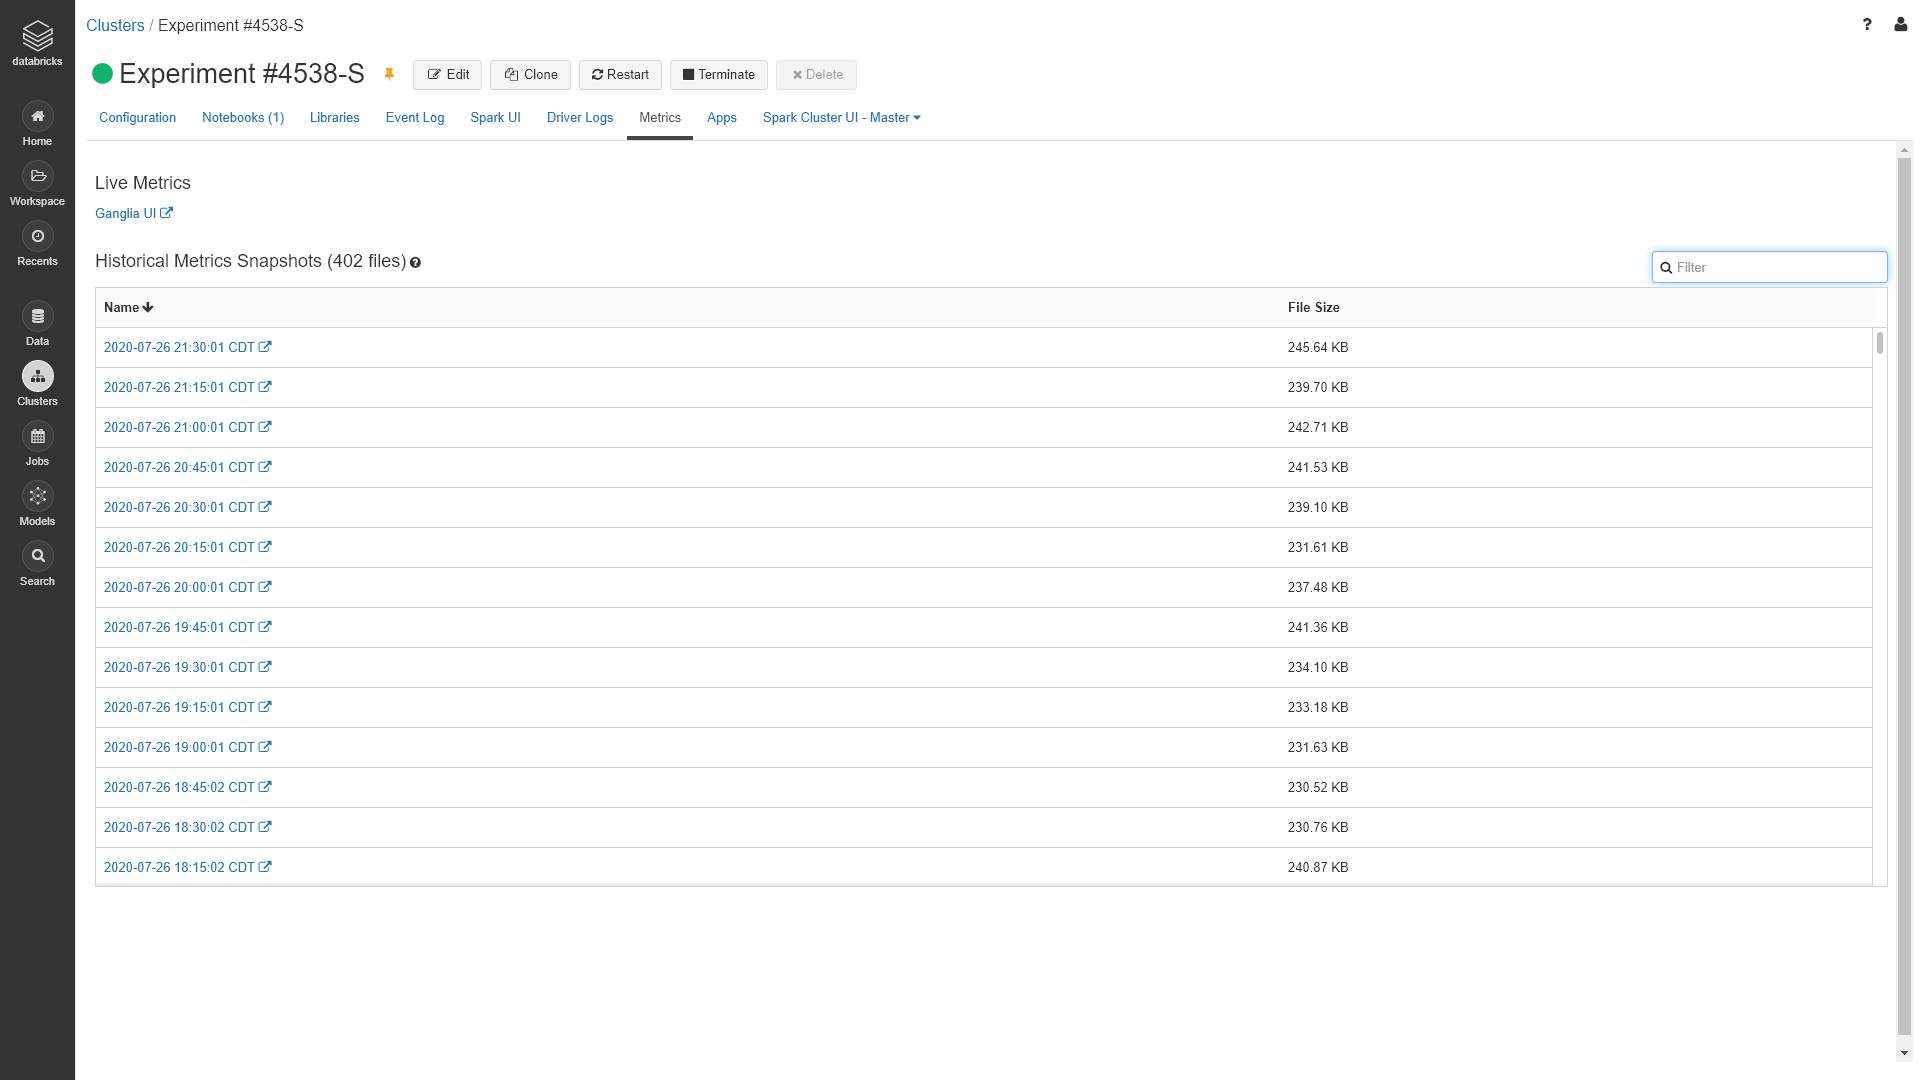 Clusters / Experiment #4538-S
?
databricks
Experiment #4538-S Edit Clone Restart Terminate Delete
Configuration Notebooks (1) Libraries Event Log Spark UI Driver Logs Metrics Apps Spark Cluster UI - Master
Home
Workspace
Recents
Data
Clusters
Jobs
Models
Search
Live Metrics
Ganglia UI
Historical Metrics Snapshots (402 files) ?
Filter
Name File Size
2020-07-26 21:30:01 CDT 245.64 KB
2020-07-26 21:15:01 CDT 239.70 KB
2020-07-26 21:00:01 CDT 242.71 KB
2020-07-26 20:45:01 CDT 241.53 KB
2020-07-26 20:30:01 CDT 239.10 KB
2020-07-26 20:15:01 CDT 231.61 KB
2020-07-26 20:00:01 CDT 237.48 KB
2020-07-26 19:45:01 CDT 241.36 KB
2020-07-26 19:30:01 CDT 234.10 KB
2020-07-26 19:15:01 CDT 233.18 KB
2020-07-26 19:00:01 CDT 231.63 KB
2020-07-26 18:45:02 CDT 230.52 KB
2020-07-26 18:30:02 CDT 230.76 KB
2020-07-26 18:15:02 CDT 240.87 KB